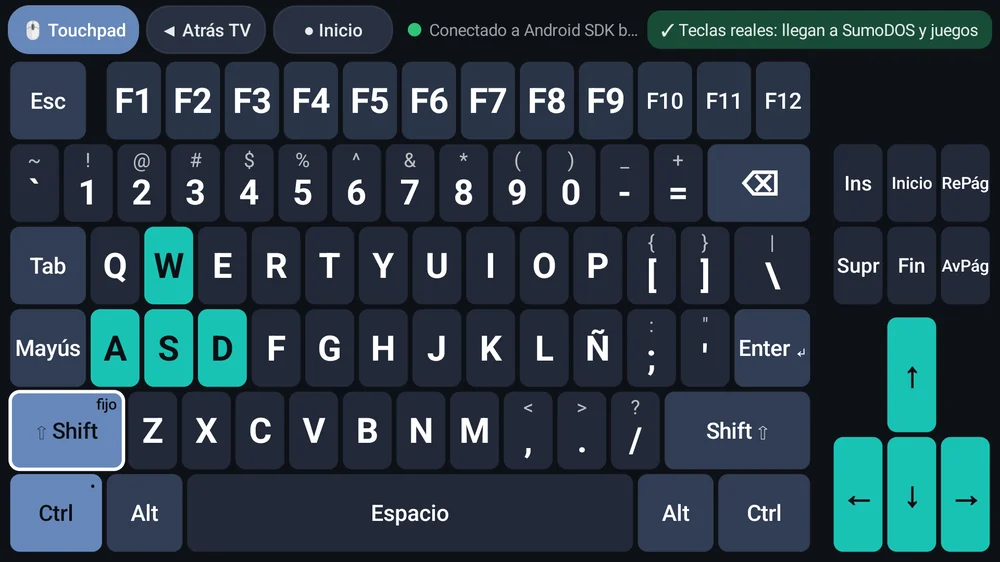 Touchpad ◄ Atrás TV ● Inicio Conectado a Android SDK b... ✓ Teclas reales: llegan a SumoDOS y juegos
Esc F1 F2 F3 F4 F5 F6 F7 F8 F9 F10 F11 F12
~ ! @ # $ % ^ & * ( ) _ +
` 1 2 3 4 5 6 7 8 9 0 - = ⌫ Ins Inicio RePág
{ } |
Tab Q W E R T Y U I O P [ ] \ Supr Fin AvPág
: "
Mayús A S D F G H J K L Ñ ; ' Enter ↲ ↑
fijo < > ?
⇧ Shift Z X C V B N M , . / Shift ⇧
Ctrl Alt Espacio Alt Ctrl ← ↓ →